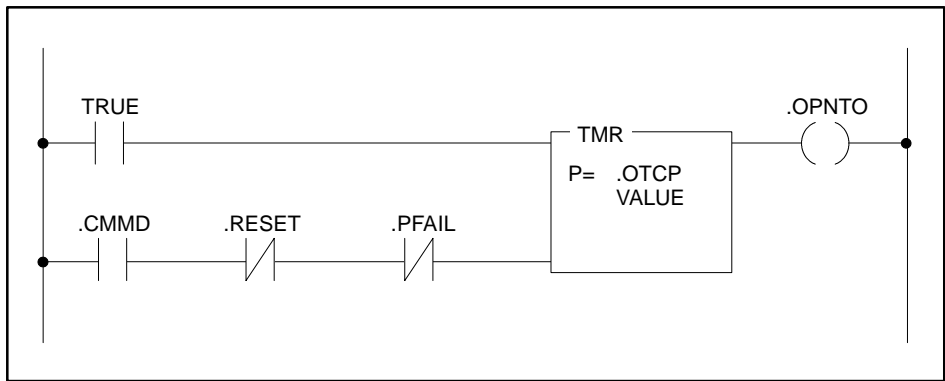 TRUE
.OPNTO
TMR
P= .OTCP
VALUE
.CMMD
.RESET
.PFAIL